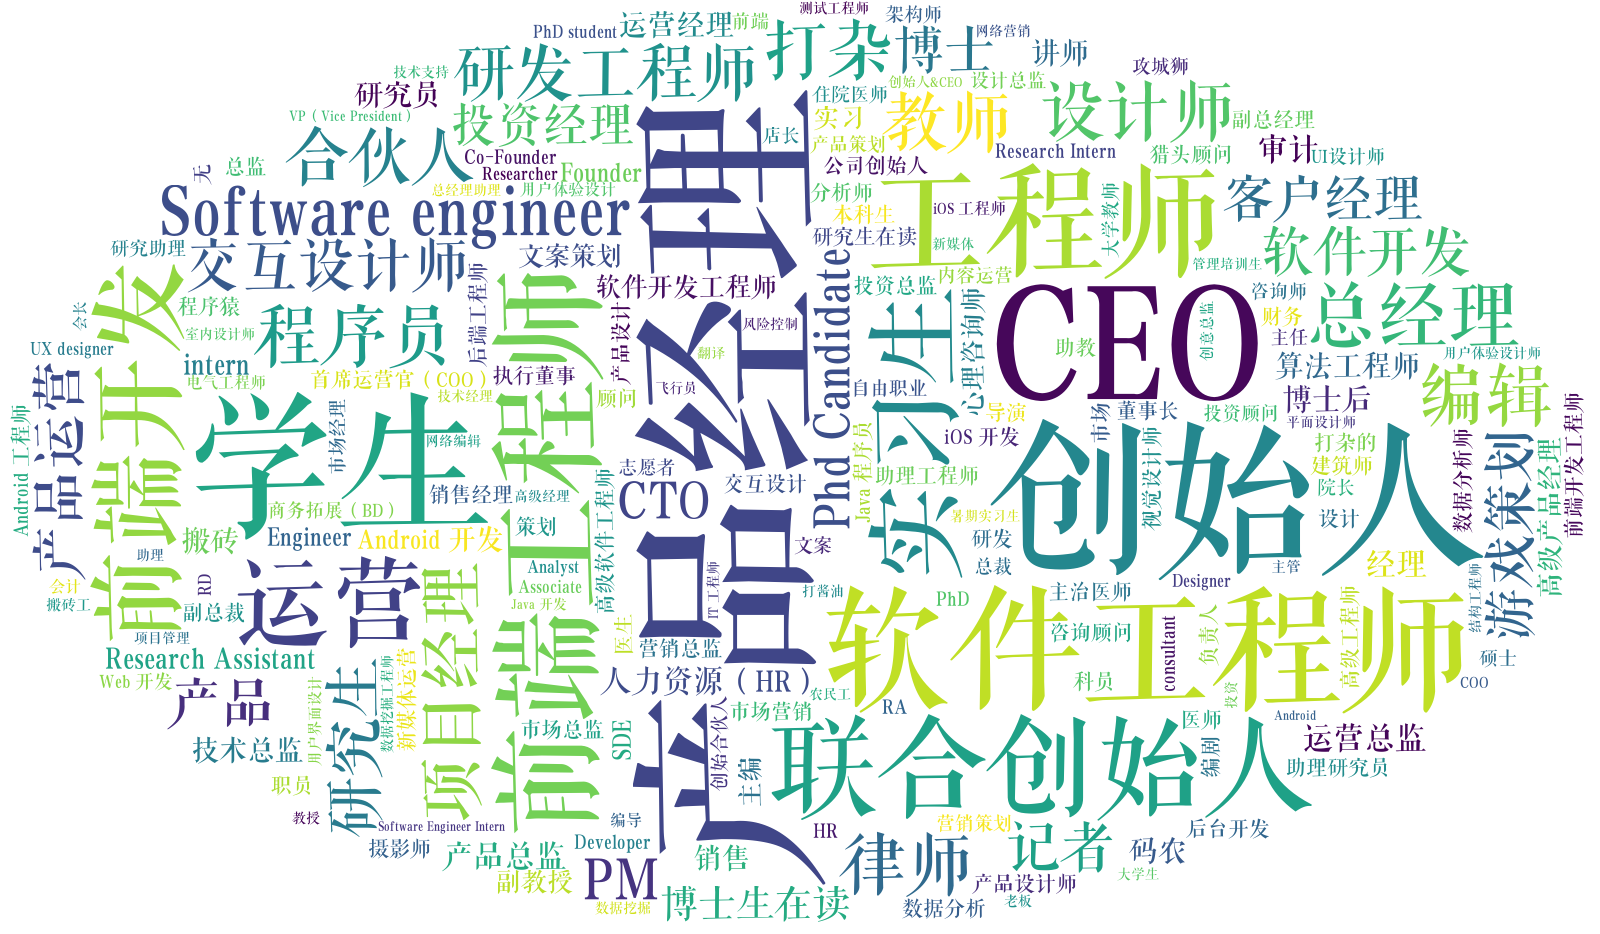 测试工程师
架构师
PhD student
运营经理
前端
打杂
博士
网络营销
讲师
技术支持
研发工程师
创始人&CEO
设计总监
攻城狮
研究员
住院医师
VP（Vice President）
投资经理
实习
教师
设计师
副总经理
店长
合伙人
产品策划
Co-Founder
Researcher
Founder
公司创始人
Research Intern
猎头顾问
审计
UI设计师
无
总监
总经理助理
用户体验设计
分析师
工程师
大学教师
客户经理
Software engineer
本科生
iOS 工程师
研究助理
交互设计师
文案策划
研究生在读
新媒体
软件开发
管理培训生
前端开发
程序猿
后端工程师
前端工程师
软件开发工程师
产品经理
Phd Candidate
投资总监
内容运营
咨询师
会长
室内设计师
程序员
产品设计
风险控制
实习生
心理咨询师
CEO
创意总监
财务
总经理
UX designer
intern
翻译
助教
主任
算法工程师
用户体验设计师
产品运营
电气工程师
首席运营官（COO）
技术经理
执行董事
顾问
飞行员
自由职业
导演
市场
董事长
投资顾问
博士后
平面设计师
编辑
Android 工程师
学生
市场经理
网络编辑
Java 程序员
iOS 开发
创始人
视觉设计师
打杂的
建筑师
数据分析师
游戏策划
高级产品经理
前端开发工程师
志愿者
CTO
交互设计
助理工程师
院长
销售经理
高级经理
高级软件工程师
商务拓展（BD）
策划
暑期实习生
设计
搬砖
Engineer
Android 开发
文案
研发
助理
Analyst
总裁
主管
经理
运营
会计
搬砖工
RD
副总裁
Associate
Java 开发
IT 工程师
打酱油
软件工程师
PhD
主治医师
Designer
结构工程师
项目管理
项目经理
医生
营销总监
咨询顾问
consultant
负责人
高级工程师
Research Assistant
Web 开发
产品
研究生
用户界面设计
数据挖掘工程师
新媒体运营
人力资源（HR）
农民工
科员
投资
硕士
COO
市场营销
RA
Android
技术总监
市场总监
SDE
创始合伙人
联合创始人
医师
编剧
运营总监
助理研究员
职员
主编
教授
Software Engineer Intern
编导
HR
营销策划
记者
后台开发
摄影师
产品总监
Developer
销售
律师
码农
副教授
PM
产品设计师
大学生
数据挖掘
博士生在读
数据分析
老板